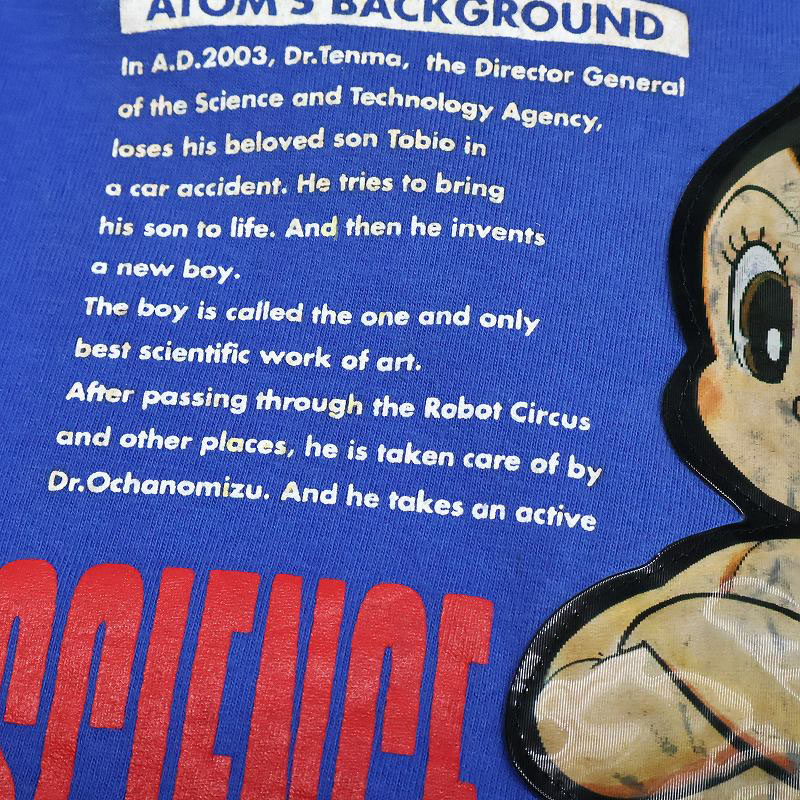 ATOM'S BACKGROUND
In A.D.2003, Dr.Tenma, the Director General
of the Science and Technology Agency,
loses his beloved son Tobio in
a car accident. He tries to bring
his son to life. And then he invents
a new boy.
The boy is called the one and only
best scientific work of art.
After passing through the Robot Circus
and other places, he is taken care of by
Dr.Ochanomizu. And he takes an active
SCIENCE